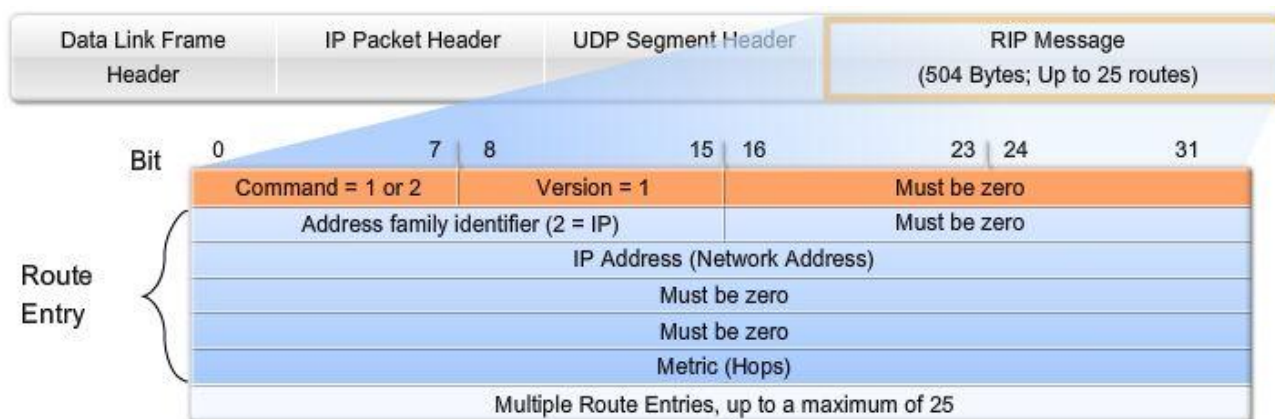 Data Link Frame Header
IP Packet Header
UDP Segment Header
RIP Message
(504 Bytes; Up to 25 routes)
Bit 0 7 8 15 16 23 24 31
Command = 1 or 2 Version = 1 Must be zero
Address family identifier (2 = IP) Must be zero
IP Address (Network Address)
Route Entry
Must be zero
Must be zero
Metric (Hops)
Multiple Route Entries, up to a maximum of 25